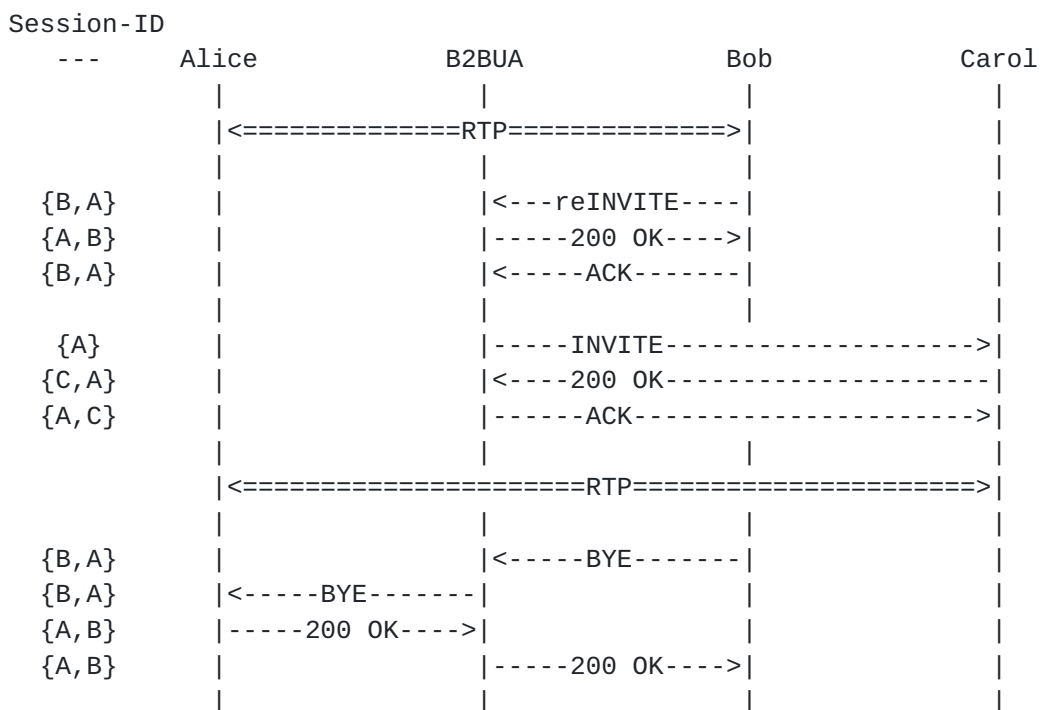 Session-ID
---     Alice            B2BUA             Bob            Carol
          |                |                |               |
          |<==============RTP==============>|               |
          |                |                |               |
{B,A}     |                |<---reINVITE----|               |
{A,B}     |                |-----200 OK---->|               |
{B,A}     |                |<-----ACK-------|               |
          |                |                |               |
 {A}      |                |-----INVITE-------------------->|
{C,A}     |                |<----200 OK---------------------|
{A,C}     |                |------ACK---------------------->|
          |                |                |               |
          |<======================RTP======================>|
          |                |                |               |
{B,A}     |                |<-----BYE-------|               |
{B,A}     |<-----BYE-------|                |               |
{A,B}     |-----200 OK---->|                |               |
{A,B}     |                |-----200 OK---->|               |
          |                |                |               |